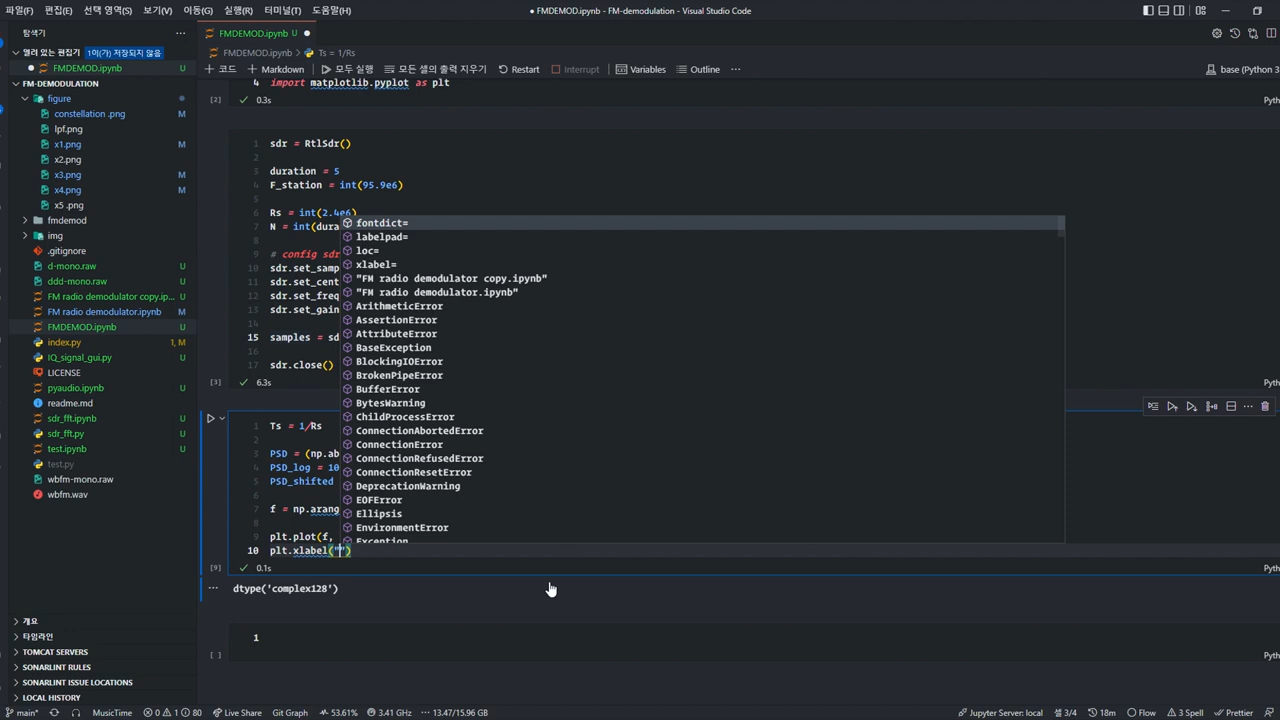 파일(F) 편집(E) 선택 영역(S) 보기(V) 이동(G) 실행(R) 터미널(T) 도움말(H)
● FMDEMOD.ipynb - FM-demodulation - Visual Studio Code
탐색기
열려 있는 편집기 1이(가) 저장되지 않음
● FMDEMOD.ipynb U
FM-DEMODULATION
figure
constellation .png M
lpf.png
x1.png M
x2.png
x3.png M
x4.png M
x5 .png
fmdemod
img
.gitignore
d-mono.raw U
ddd-mono.raw U
FM radio demodulator copy.ip... U
FM radio demodulator.ipynb M
FMDEMOD.ipynb U
index.py 1, M
IQ_signal_gui.py U
LICENSE
pyaudio.ipynb U
readme.md
sdr_fft.ipynb U
sdr_fft.py U
test.ipynb U
test.py
wbfm-mono.raw
wbfm.wav
개요
타임라인
TOMCAT SERVERS
SONARLINT RULES
SONARLINT ISSUE LOCATIONS
LOCAL HISTORY
FMDEMOD.ipynb U ●
FMDEMOD.ipynb > Ts = 1/Rs
+ 코드 + Markdown 모두 실행 모든 셀의 출력 지우기 Restart Interrupt Variables Outline ... base (Python 3
4 import matplotlib.pyplot as plt
[2] 0.3s Pyth
1 sdr = RtlSdr()
2
3 duration = 5
4 F_station = int(95.9e6)
5
6 Rs = int(2.4e6)
7 N = int(dura
8
9 # config sdr
10 sdr.set_samp
11 sdr.set_cent
12 sdr.set_freq
13 sdr.set_gain
14
15 samples = sd
16
17 sdr.close()
[3] 6.3s Pyth
fontdict=
labelpad=
loc=
xlabel=
"FM radio demodulator copy.ipynb"
"FM radio demodulator.ipynb"
ArithmeticError
AssertionError
AttributeError
BaseException
BlockingIOError
BrokenPipeError
BufferError
BytesWarning
ChildProcessError
ConnectionAbortedError
ConnectionError
ConnectionRefusedError
ConnectionResetError
DeprecationWarning
EOFError
Ellipsis
EnvironmentError
Exception
1 Ts = 1/Rs
2
3 PSD = (np.ab
4 PSD_log = 10
5 PSD_shifted
6
7 f = np.arang
8
9 plt.plot(f,
10 plt.xlabel("")
[9] 0.1s Pyth
... dtype('complex128')
1
[ ] Pyth
main* MusicTime 0 1 80 Live Share Git Graph 53.61% 3.41 GHz 13.47/15.96 GB Jupyter Server: local 셀 3/4 18m Flow 3 Spell Prettier